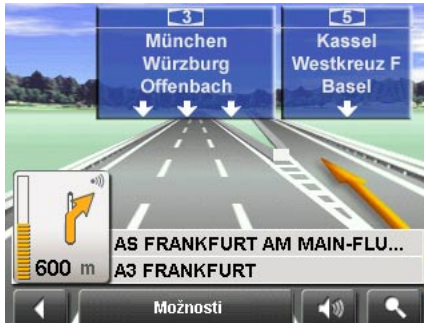 3
München
Würzburg
Offenbach
5
Kassel
Westkreuz F
Basel
600 m
AS FRANKFURT AM MAIN-FLU...
A3 FRANKFURT
Možnosti